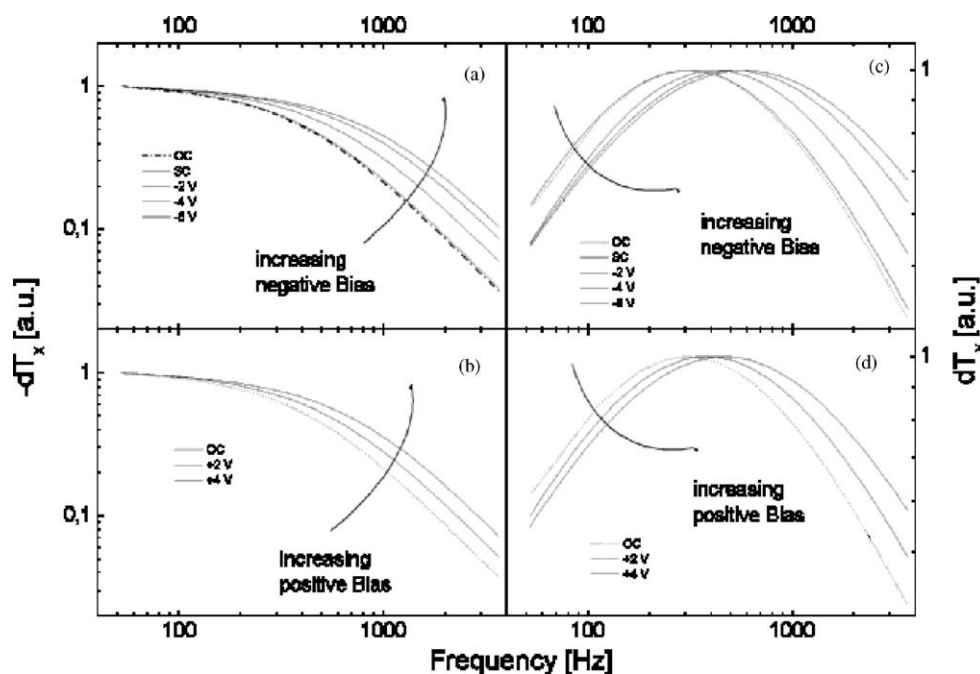 100 1000 100 1000
1
(a)
OC
SC
-2 V
-4 V
-6 V
increasing
negative Bias
0,1
(c)
1
increasing
negative Bias
OC
SC
-2 V
-4 V
-6 V
-dTx [a.u.]
dTx [a.u.]
1
(b)
OC
+2 V
+4 V
0,1
increasing
positive Bias
(d)
1
increasing
positive Bias
OC
+2 V
+4 V
100 1000 100 1000
Frequency [Hz]